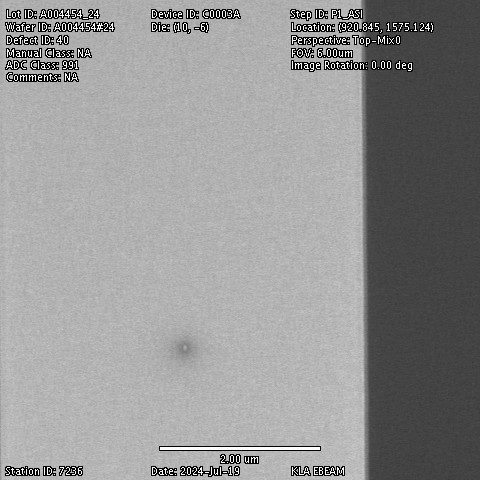 Lot ID: A004454_24 Device ID: C0003A Step ID: P1_ASI
Wafer ID: A004454#24 Die: (10, -6) Location: (920.845, 1575.124)
Defect ID: 40 Perspective: Top-Mix0
Manual Class: NA FOV: 6.00um
ADC Class: 991 Image Rotation: 0.00 deg
Comments: NA
2.00 um
Station ID: 7236 Date: 2024-Jul-19 KLA EBEAM